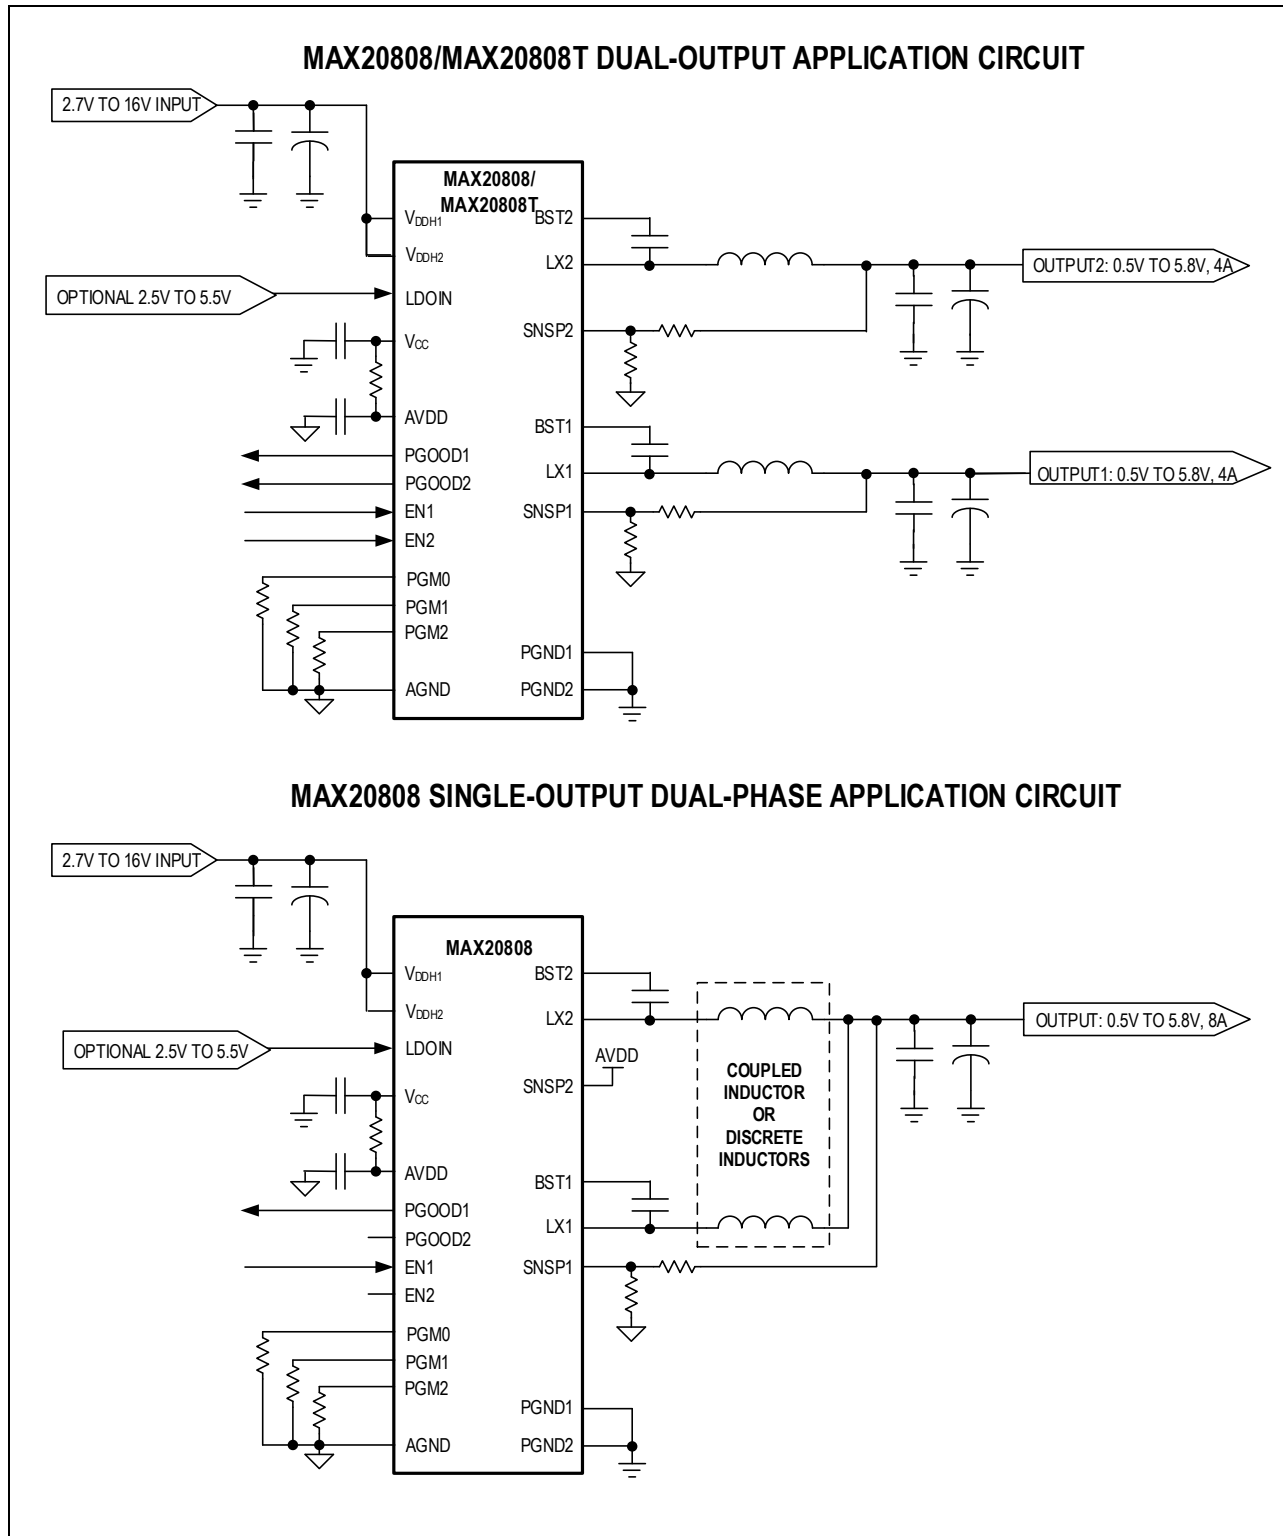 MAX20808/MAX20808T DUAL-OUTPUT APPLICATION CIRCUIT
2.7V TO 16V INPUT
MAX20808/
MAX20808T
VDDH1
BST2
VDDH2
LX2
OUTPUT2: 0.5V TO 5.8V, 4A
OPTIONAL 2.5V TO 5.5V
LDOIN
SNSP2
VCC
AVDD
BST1
PGOOD1
LX1
OUTPUT1: 0.5V TO 5.8V, 4A
PGOOD2
EN1
SNSP1
EN2
PGM0
PGM1
PGM2
PGND1
AGND
PGND2
MAX20808 SINGLE-OUTPUT DUAL-PHASE APPLICATION CIRCUIT
2.7V TO 16V INPUT
MAX20808
VDDH1
BST2
VDDH2
LX2
OUTPUT: 0.5V TO 5.8V, 8A
OPTIONAL 2.5V TO 5.5V
LDOIN
AVDD
SNSP2
COUPLED
INDUCTOR
OR
DISCRETE
INDUCTORS
VCC
AVDD
BST1
PGOOD1
LX1
PGOOD2
EN1
SNSP1
EN2
PGM0
PGM1
PGM2
PGND1
AGND
PGND2